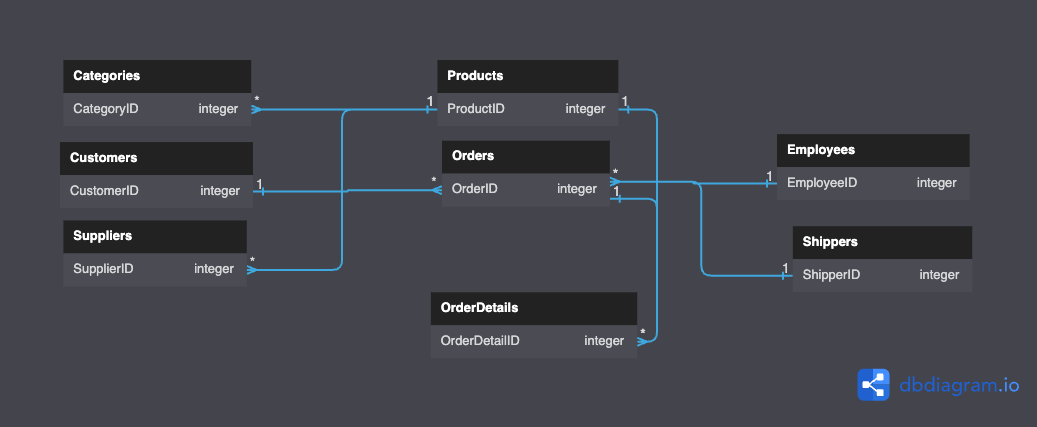 Categories
CategoryID integer
*
Customers
CustomerID integer
1
Suppliers
SupplierID integer
*
1
Products
ProductID integer
1
*
Orders
OrderID integer
*
1
OrderDetails
OrderDetailID integer
*
1
Employees
EmployeeID integer
1
Shippers
ShipperID integer
dbdiagram.io